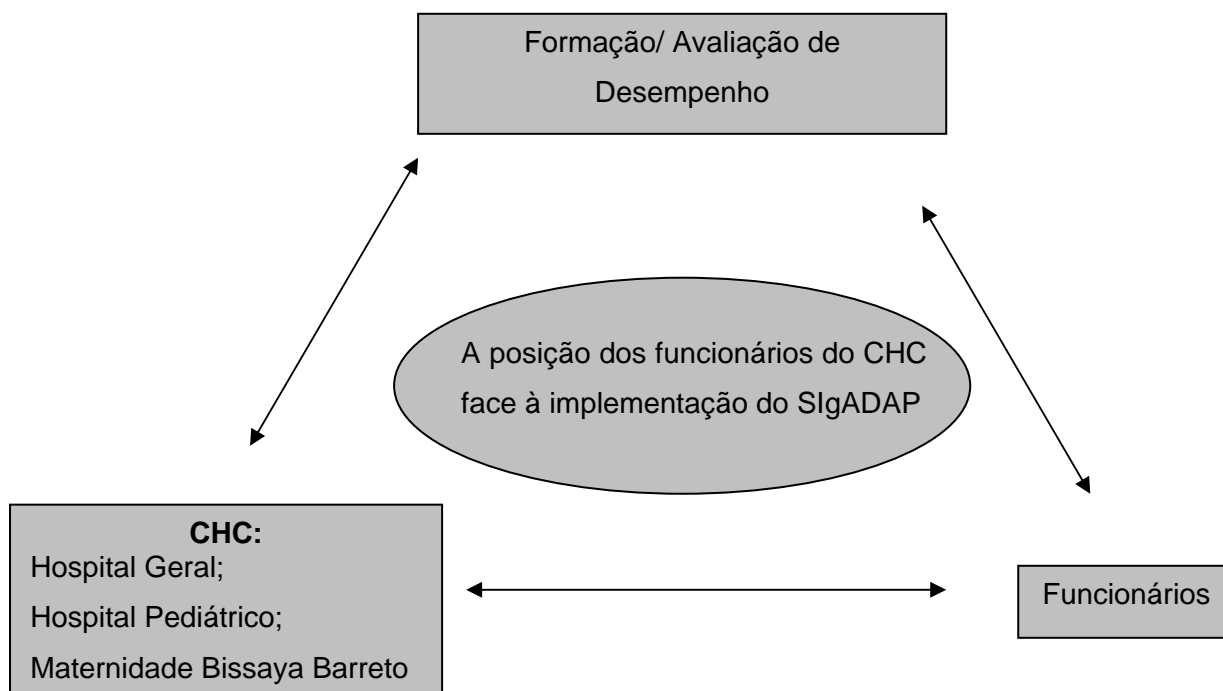 Formação/ Avaliação de
Desempenho
A posição dos funcionários do CHC
face à implementação do SIgADAP
CHC:
Hospital Geral;
Hospital Pediátrico;
Maternidade Bissaya Barreto
Funcionários